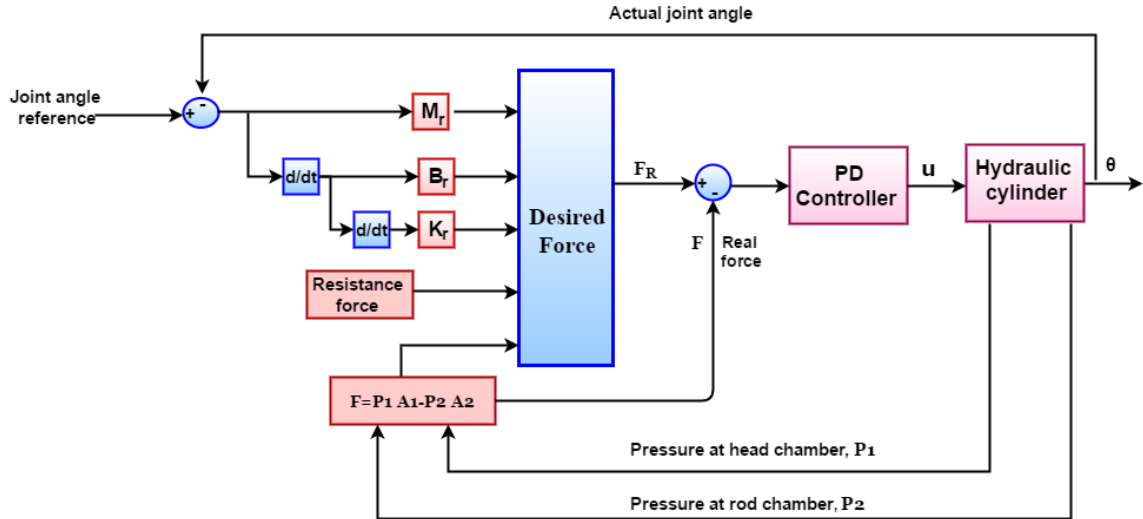 Actual joint angle
Joint angle
reference
+
-
Mr
d/dt
Br
d/dt
Kr
Resistance
force
F=P1 A1-P2 A2
Desired
Force
FR
+
-
F
Real
force
PD
Controller
u
Hydraulic
cylinder
θ
Pressure at head chamber, P1
Pressure at rod chamber, P2